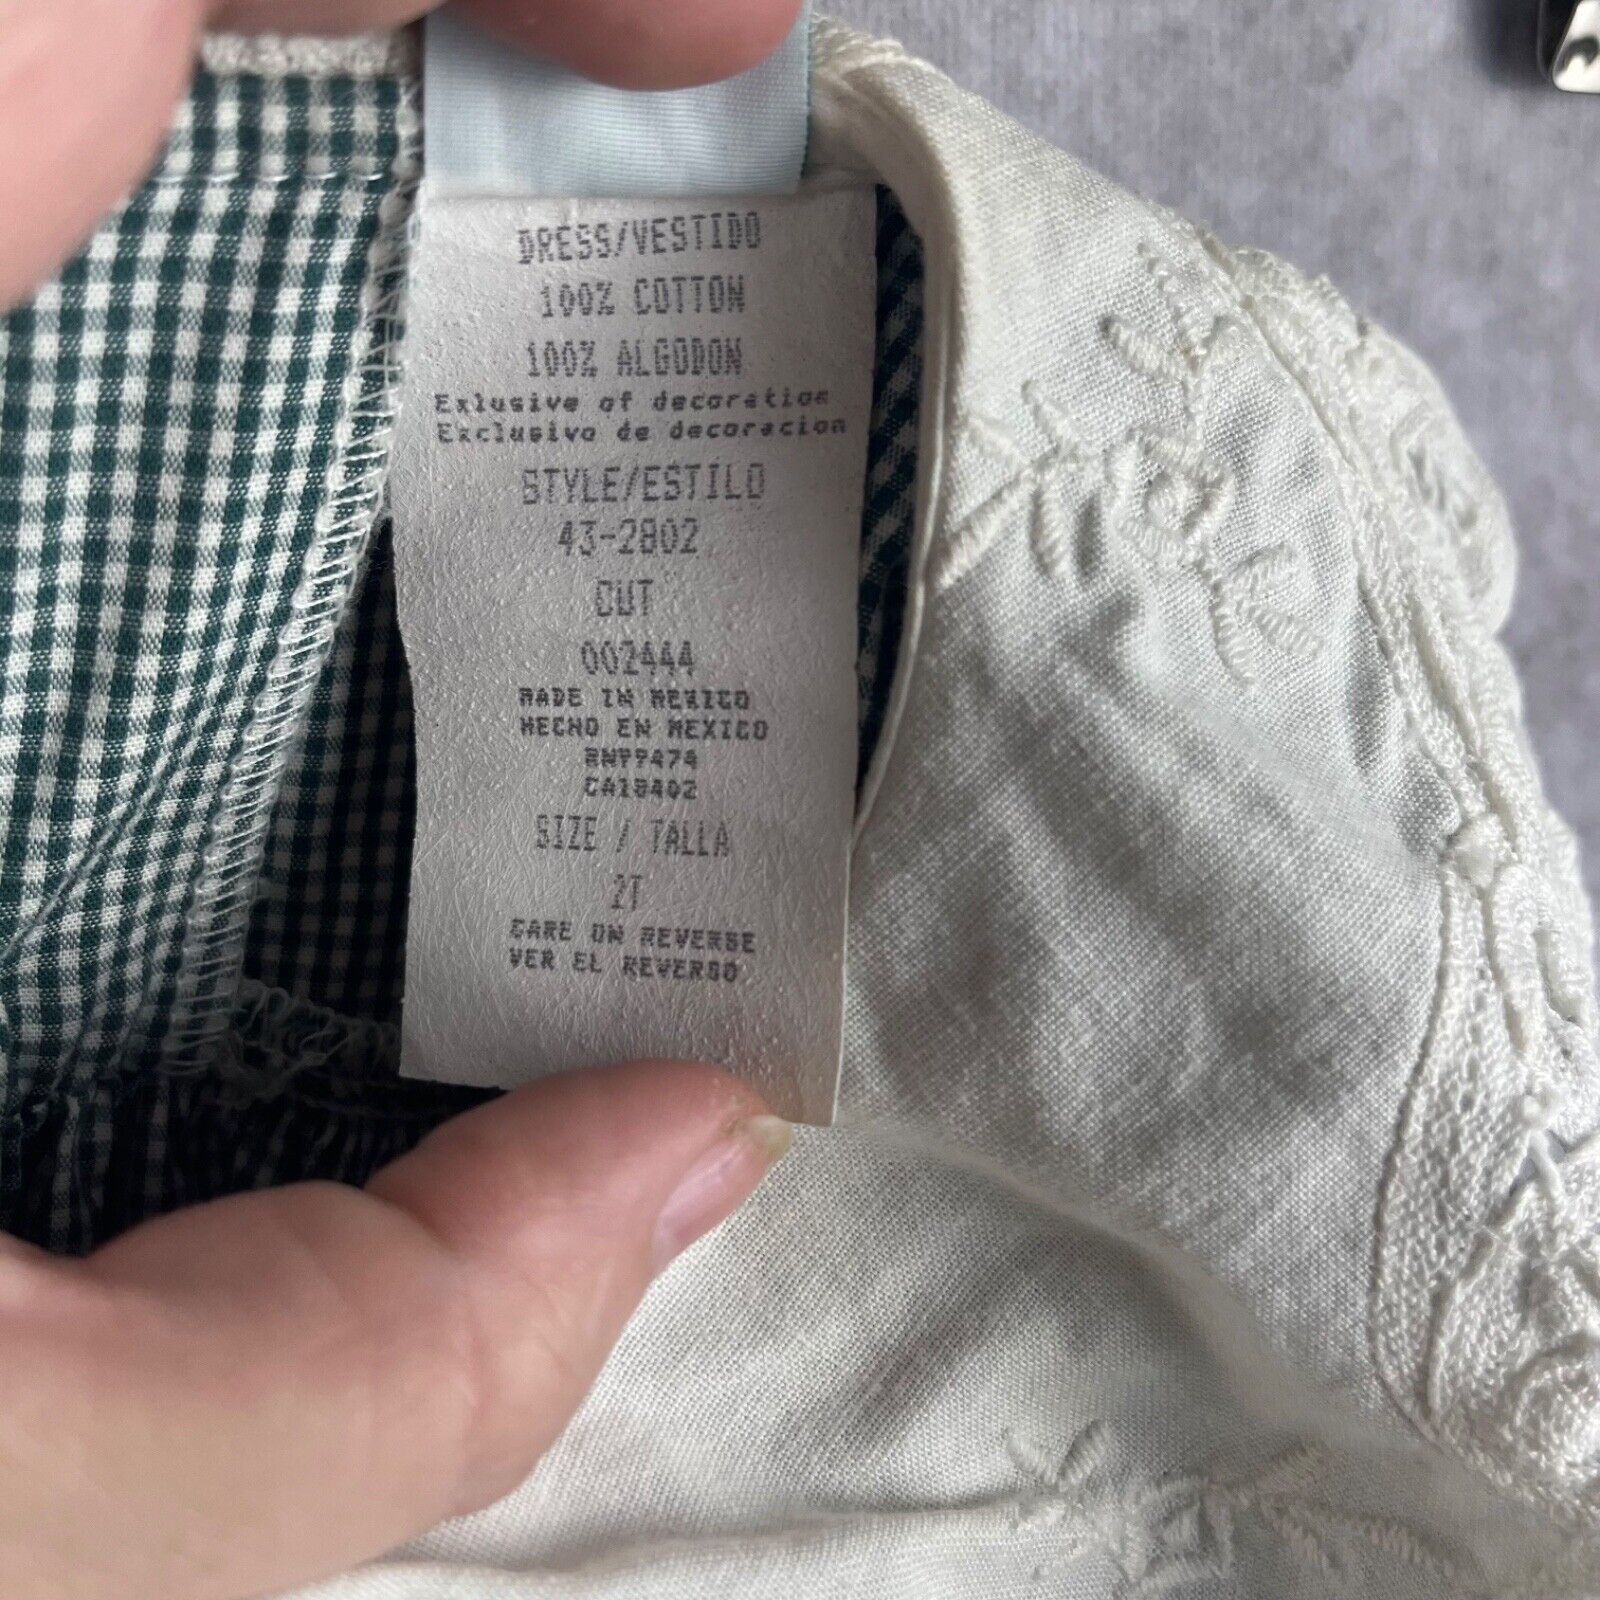 DRESS/VESTIDO
100% COTTON
100% ALGODON
Exlusive of decoration
Exclusivo de decoracion
STYLE/ESTILO
43-2802
CUT
002444
MADE IN MEXICO
HECHO EN MEXICO
RN77474
CA18402
SIZE / TALLA
2T
CARE ON REVERSE
VER EL REVERSO